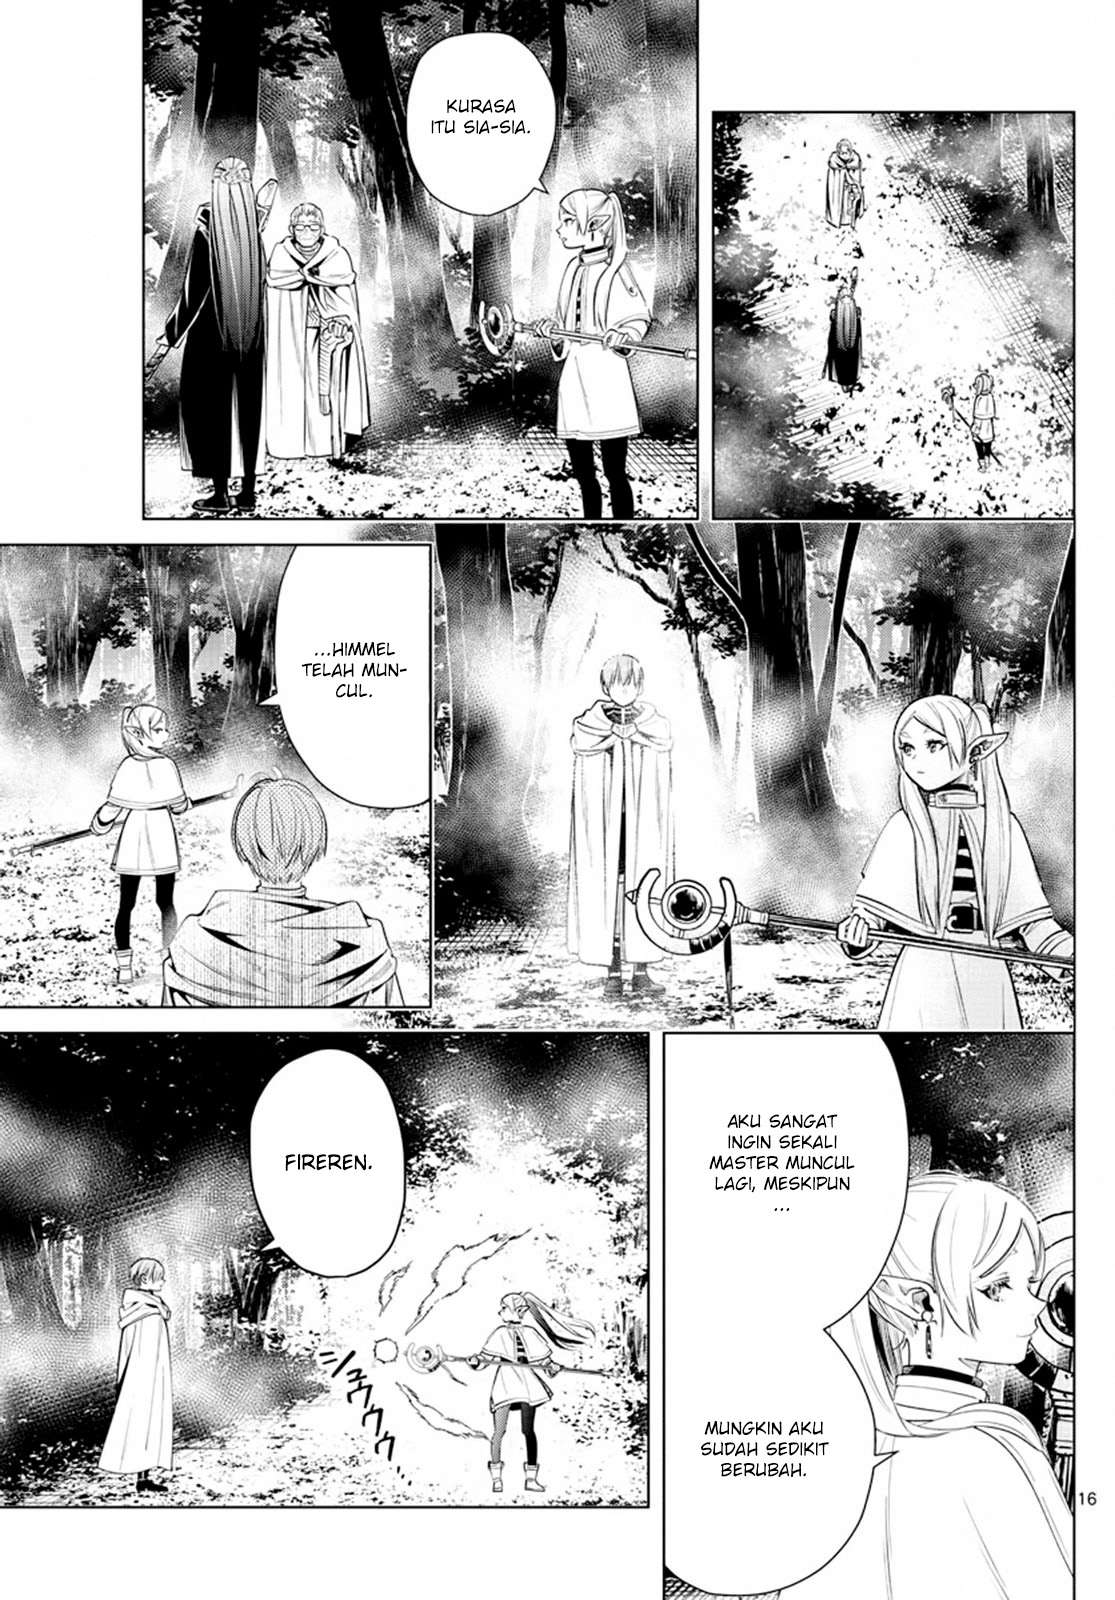 KURASA
ITU SIA-SIA.
...HIMMEL
TELAH MUN-
CUL.
AKU SANGAT
INGIN SEKALI
MASTER MUNCUL
LAGI, MESKIPUN
...
MUNGKIN AKU
SUDAH SEDIKIT
BERUBAH.
FIREREN.
シュウウウ…
16